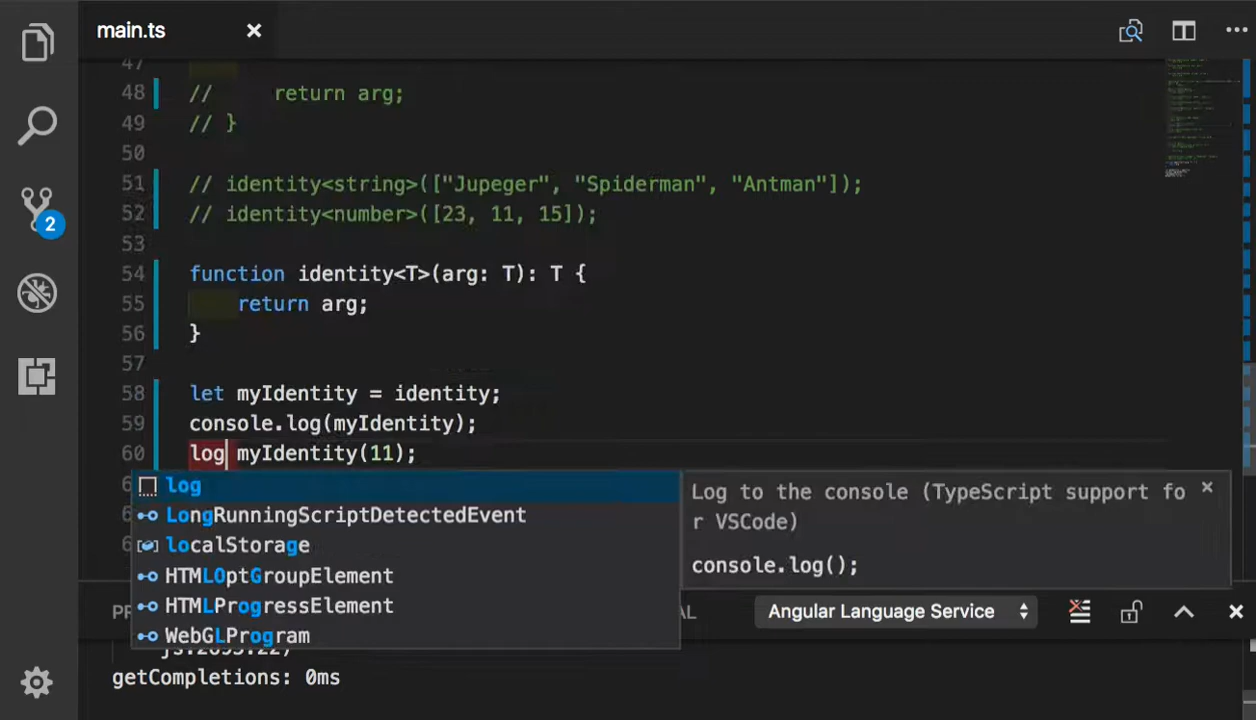 main.ts
47
48 //     return arg;
49 // }
50
51 // identity<string>(["Jupeger", "Spiderman", "Antman"]);
52 // identity<number>([23, 11, 15]);
53
54 function identity<T>(arg: T): T {
55     return arg;
56 }
57
58 let myIdentity = identity;
59 console.log(myIdentity);
60 log myIdentity(11);
2
log
LongRunningScriptDetectedEvent
localStorage
HTMLOptGroupElement
HTMLProgressElement
WebGLProgram
Log to the console (TypeScript support fo
r VSCode)
console.log();
Angular Language Service
getCompletions: 0ms